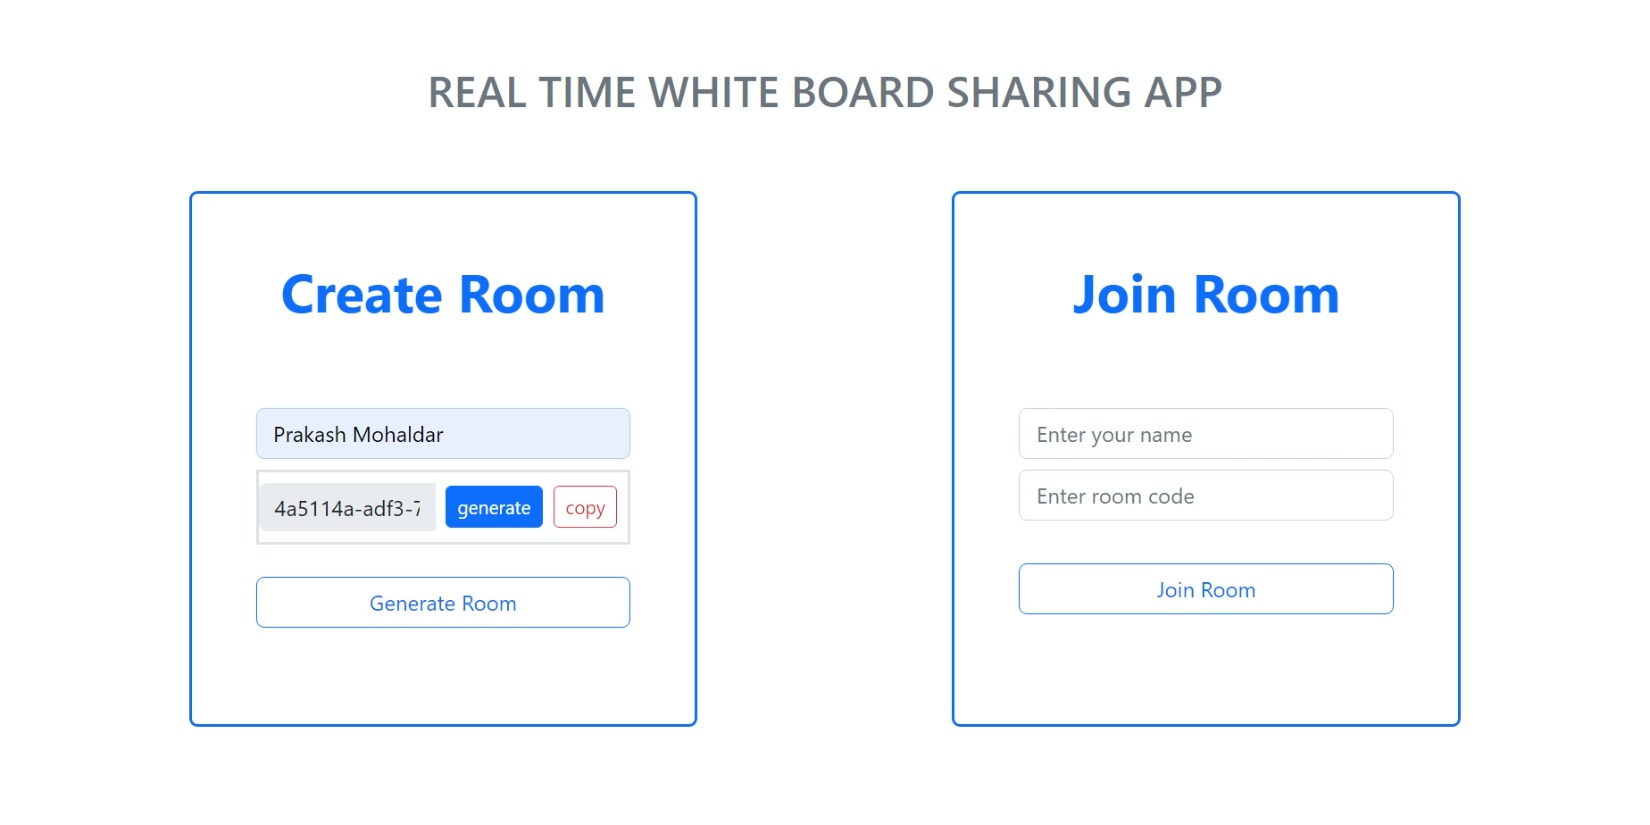 REAL TIME WHITE BOARD SHARING APP
Create Room
Prakash Mohaldar
4a5114a-adf3-7
generate
copy
Generate Room
Join Room
Enter your name
Enter room code
Join Room